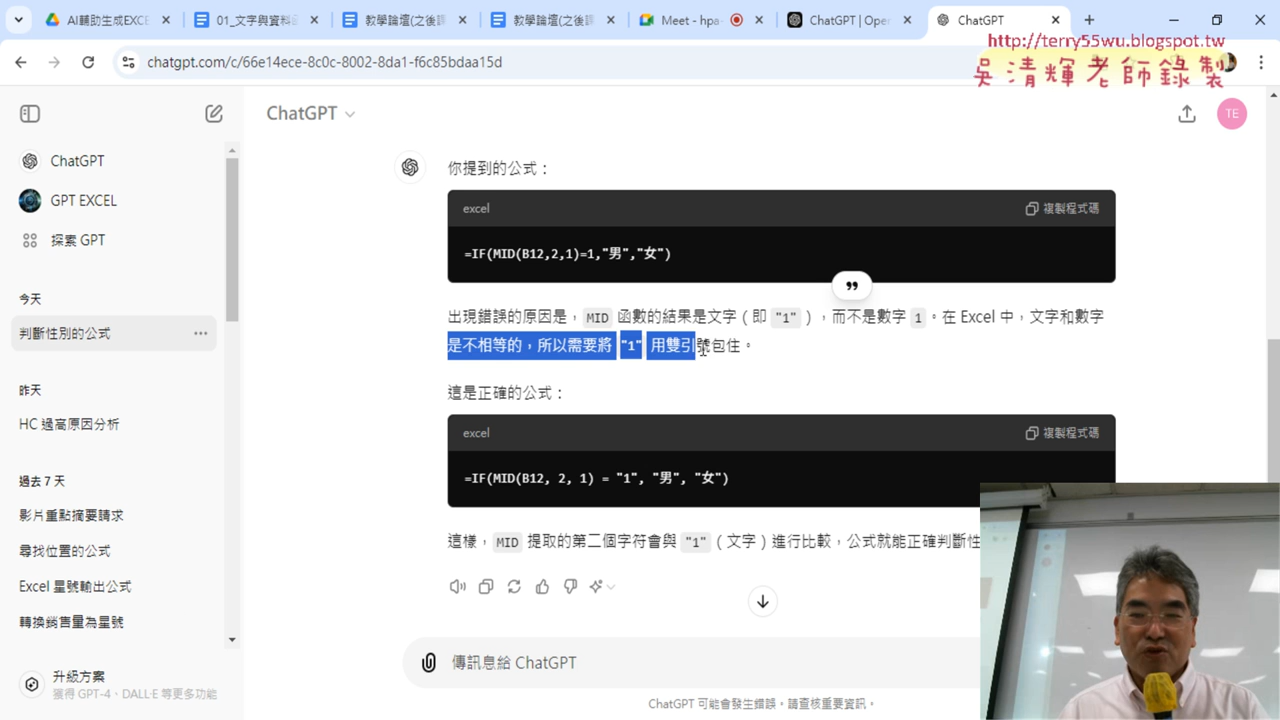 AI輔助生成EXCE
01_文字與資料函
教學論壇(之後課
教學論壇(之後課
Meet - hpa
ChatGPT | Open
ChatGPT
http://terry55wu.blogspot.tw
吳清輝老師錄製
chatgpt.com/c/66e14ece-8c0c-8002-8da1-f6c85bdaa15d
ChatGPT
TE
ChatGPT
GPT EXCEL
探索 GPT
今天
判斷性別的公式
昨天
HC 過高原因分析
過去 7 天
影片重點摘要請求
尋找位置的公式
Excel 星號輸出公式
轉換銷售量為星號
升級方案
獲得 GPT-4、DALL·E 等更多功能
你提到的公式：
excel
複製程式碼
=IF(MID(B12,2,1)=1,"男","女")
出現錯誤的原因是，MID 函數的結果是文字（即 "1"），而不是數字 1。在 Excel 中，文字和數字
是不相等的，所以需要將 "1" 用雙引號包住。
這是正確的公式：
excel
複製程式碼
=IF(MID(B12, 2, 1) = "1", "男", "女")
這樣，MID 提取的第二個字符會與 "1"（文字）進行比較，公式就能正確判斷性
傳訊息給 ChatGPT
ChatGPT 可能會發生錯誤。請查核重要資訊。